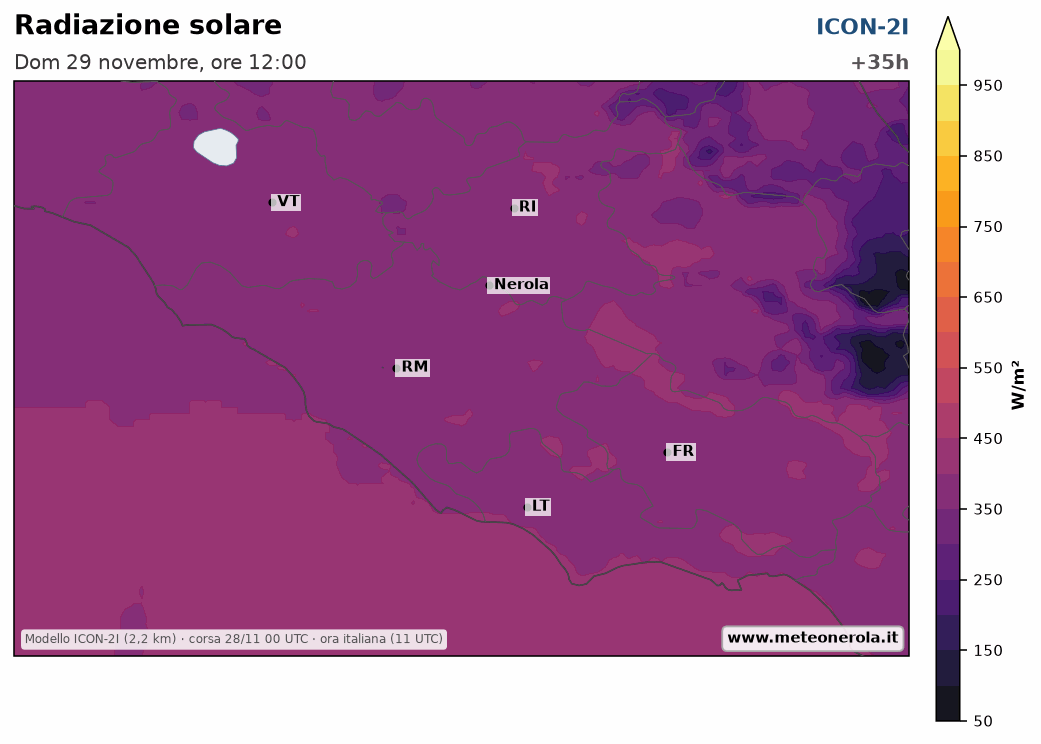 Radiazione solare
ICON-2I
Dom 29 novembre, ore 12:00
+35h
950
850
750
650
550
450
350
250
150
50
W/m²
VT
RI
Nerola
RM
FR
LT
Modello ICON-2I (2,2 km) · corsa 28/11 00 UTC · ora italiana (11 UTC)
www.meteonerola.it